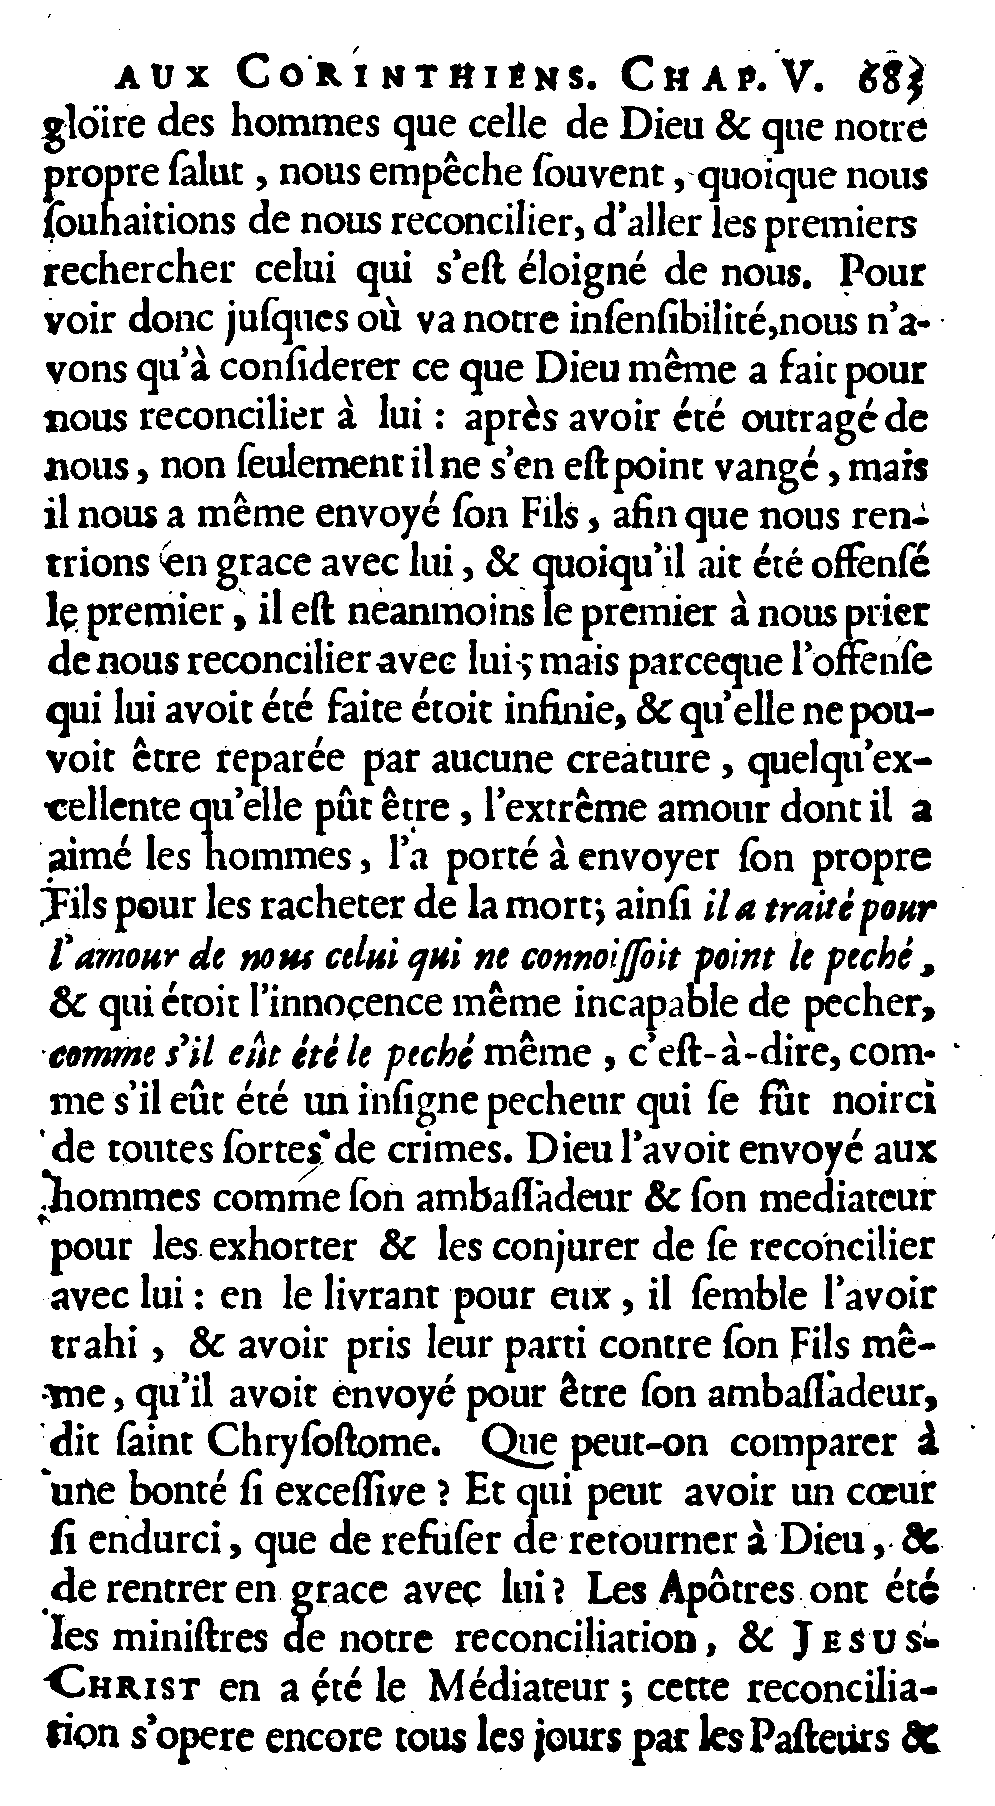 AUX CORINTHIENS. CHAP. V. 683
gloire des hommes que celle de Dieu & que notre
propre ſalut, nous empêche ſouvent, quoique nous
ſouhaitions de nous reconcilier, d'aller les premiers
rechercher celui qui s'eſt éloigné de nous. Pour
voir donc juſques où va notre inſenſibilité, nous n'a-
vons qu'à conſiderer ce que Dieu même a fait pour
nous reconcilier à lui : après avoir été outragé de
nous, non ſeulement il ne s'en eſt point vangé, mais
il nous a même envoyé ſon Fils, afin que nous ren-
trions en grace avec lui, & quoiqu'il ait été offenſé
le premier, il eſt neanmoins le premier à nous prier
de nous reconcilier avec lui ; mais parceque l'offenſe
qui lui avoit été faite étoit infinie, & qu'elle ne pou-
voit être reparée par aucune creature, quelqu'ex-
cellente qu'elle pût être, l'extrême amour dont il a
aimé les hommes, l'a porté à envoyer ſon propre
Fils pour les racheter de la mort; ainſi il a traité pour
l'amour de nous celui qui ne connoiſſoit point le peché,
& qui étoit l'innocence même incapable de pecher,
comme s'il eût été le peché même, c'eſt-à-dire, com-
me s'il eût été un inſigne pecheur qui ſe fût noirci
de toutes ſortes de crimes. Dieu l'avoit envoyé aux
hommes comme ſon ambaſſadeur & ſon mediateur
pour les exhorter & les conjurer de ſe reconcilier
avec lui : en le livrant pour eux, il ſemble l'avoir
trahi, & avoir pris leur parti contre ſon Fils mê-
me, qu'il avoit envoyé pour être ſon ambaſſadeur,
dit ſaint Chryſoſtome. Que peut-on comparer à
une bonté ſi exceſſive ? Et qui peut avoir un cœur
ſi endurci, que de refuſer de retourner à Dieu, &
de rentrer en grace avec lui ? Les Apôtres ont été
les miniſtres de notre reconciliation, & JESUS-
CHRIST en a été le Médiateur ; cette reconcilia-
tion s'opere encore tous les jours par les Paſteurs &